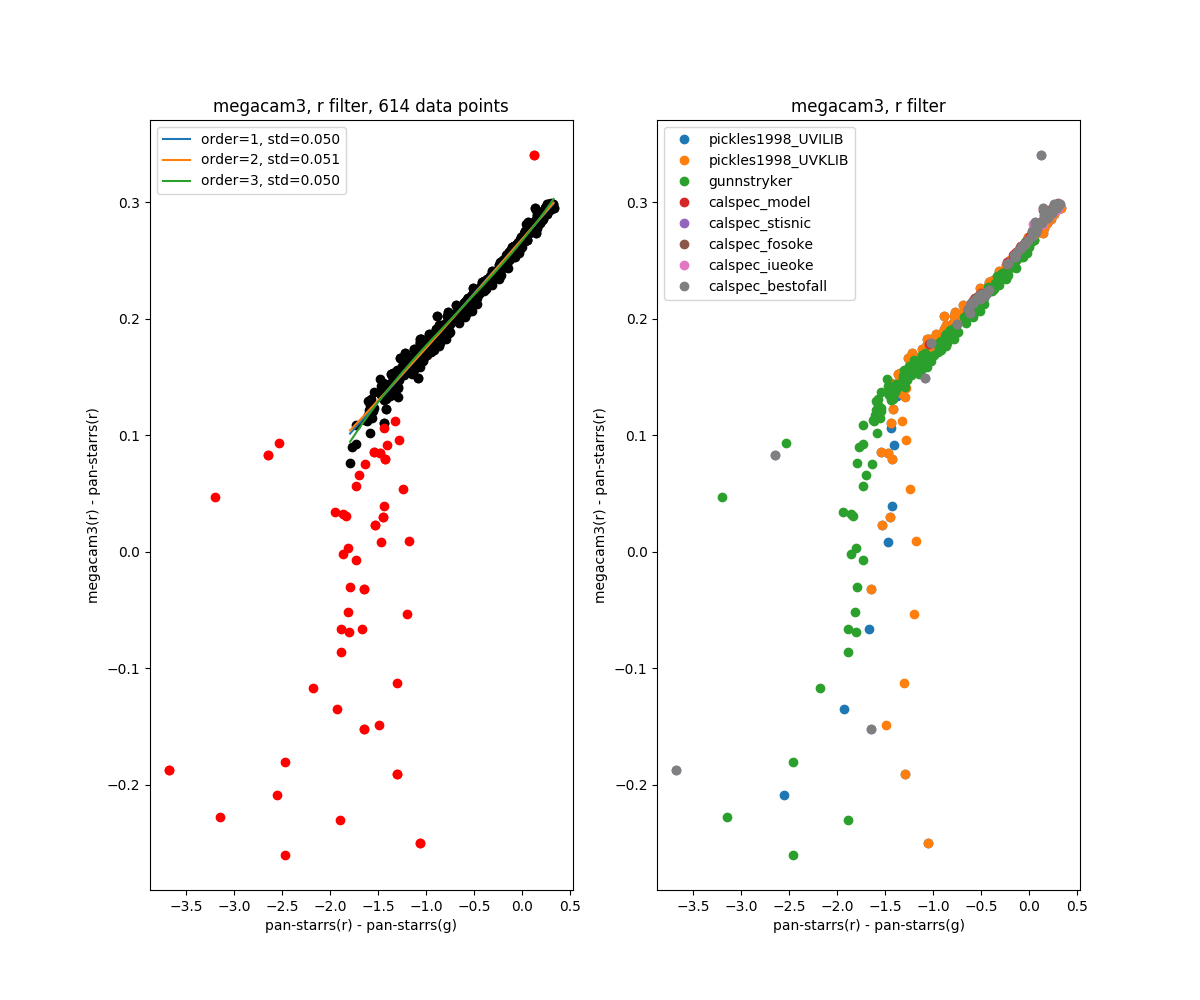 megacam3, r filter, 614 data points
order=1, std=0.050
order=2, std=0.051
order=3, std=0.050
megacam3(r) - pan-starrs(r)
0.3
0.2
0.1
0.0
−0.1
−0.2
−3.5 −3.0 −2.5 −2.0 −1.5 −1.0 −0.5 0.0 0.5
pan-starrs(r) - pan-starrs(g)
megacam3, r filter
pickles1998_UVILIB
pickles1998_UVKLIB
gunnstryker
calspec_model
calspec_stisnic
calspec_fosoke
calspec_iueoke
calspec_bestofall
megacam3(r) - pan-starrs(r)
0.3
0.2
0.1
0.0
−0.1
−0.2
−3.5 −3.0 −2.5 −2.0 −1.5 −1.0 −0.5 0.0 0.5
pan-starrs(r) - pan-starrs(g)